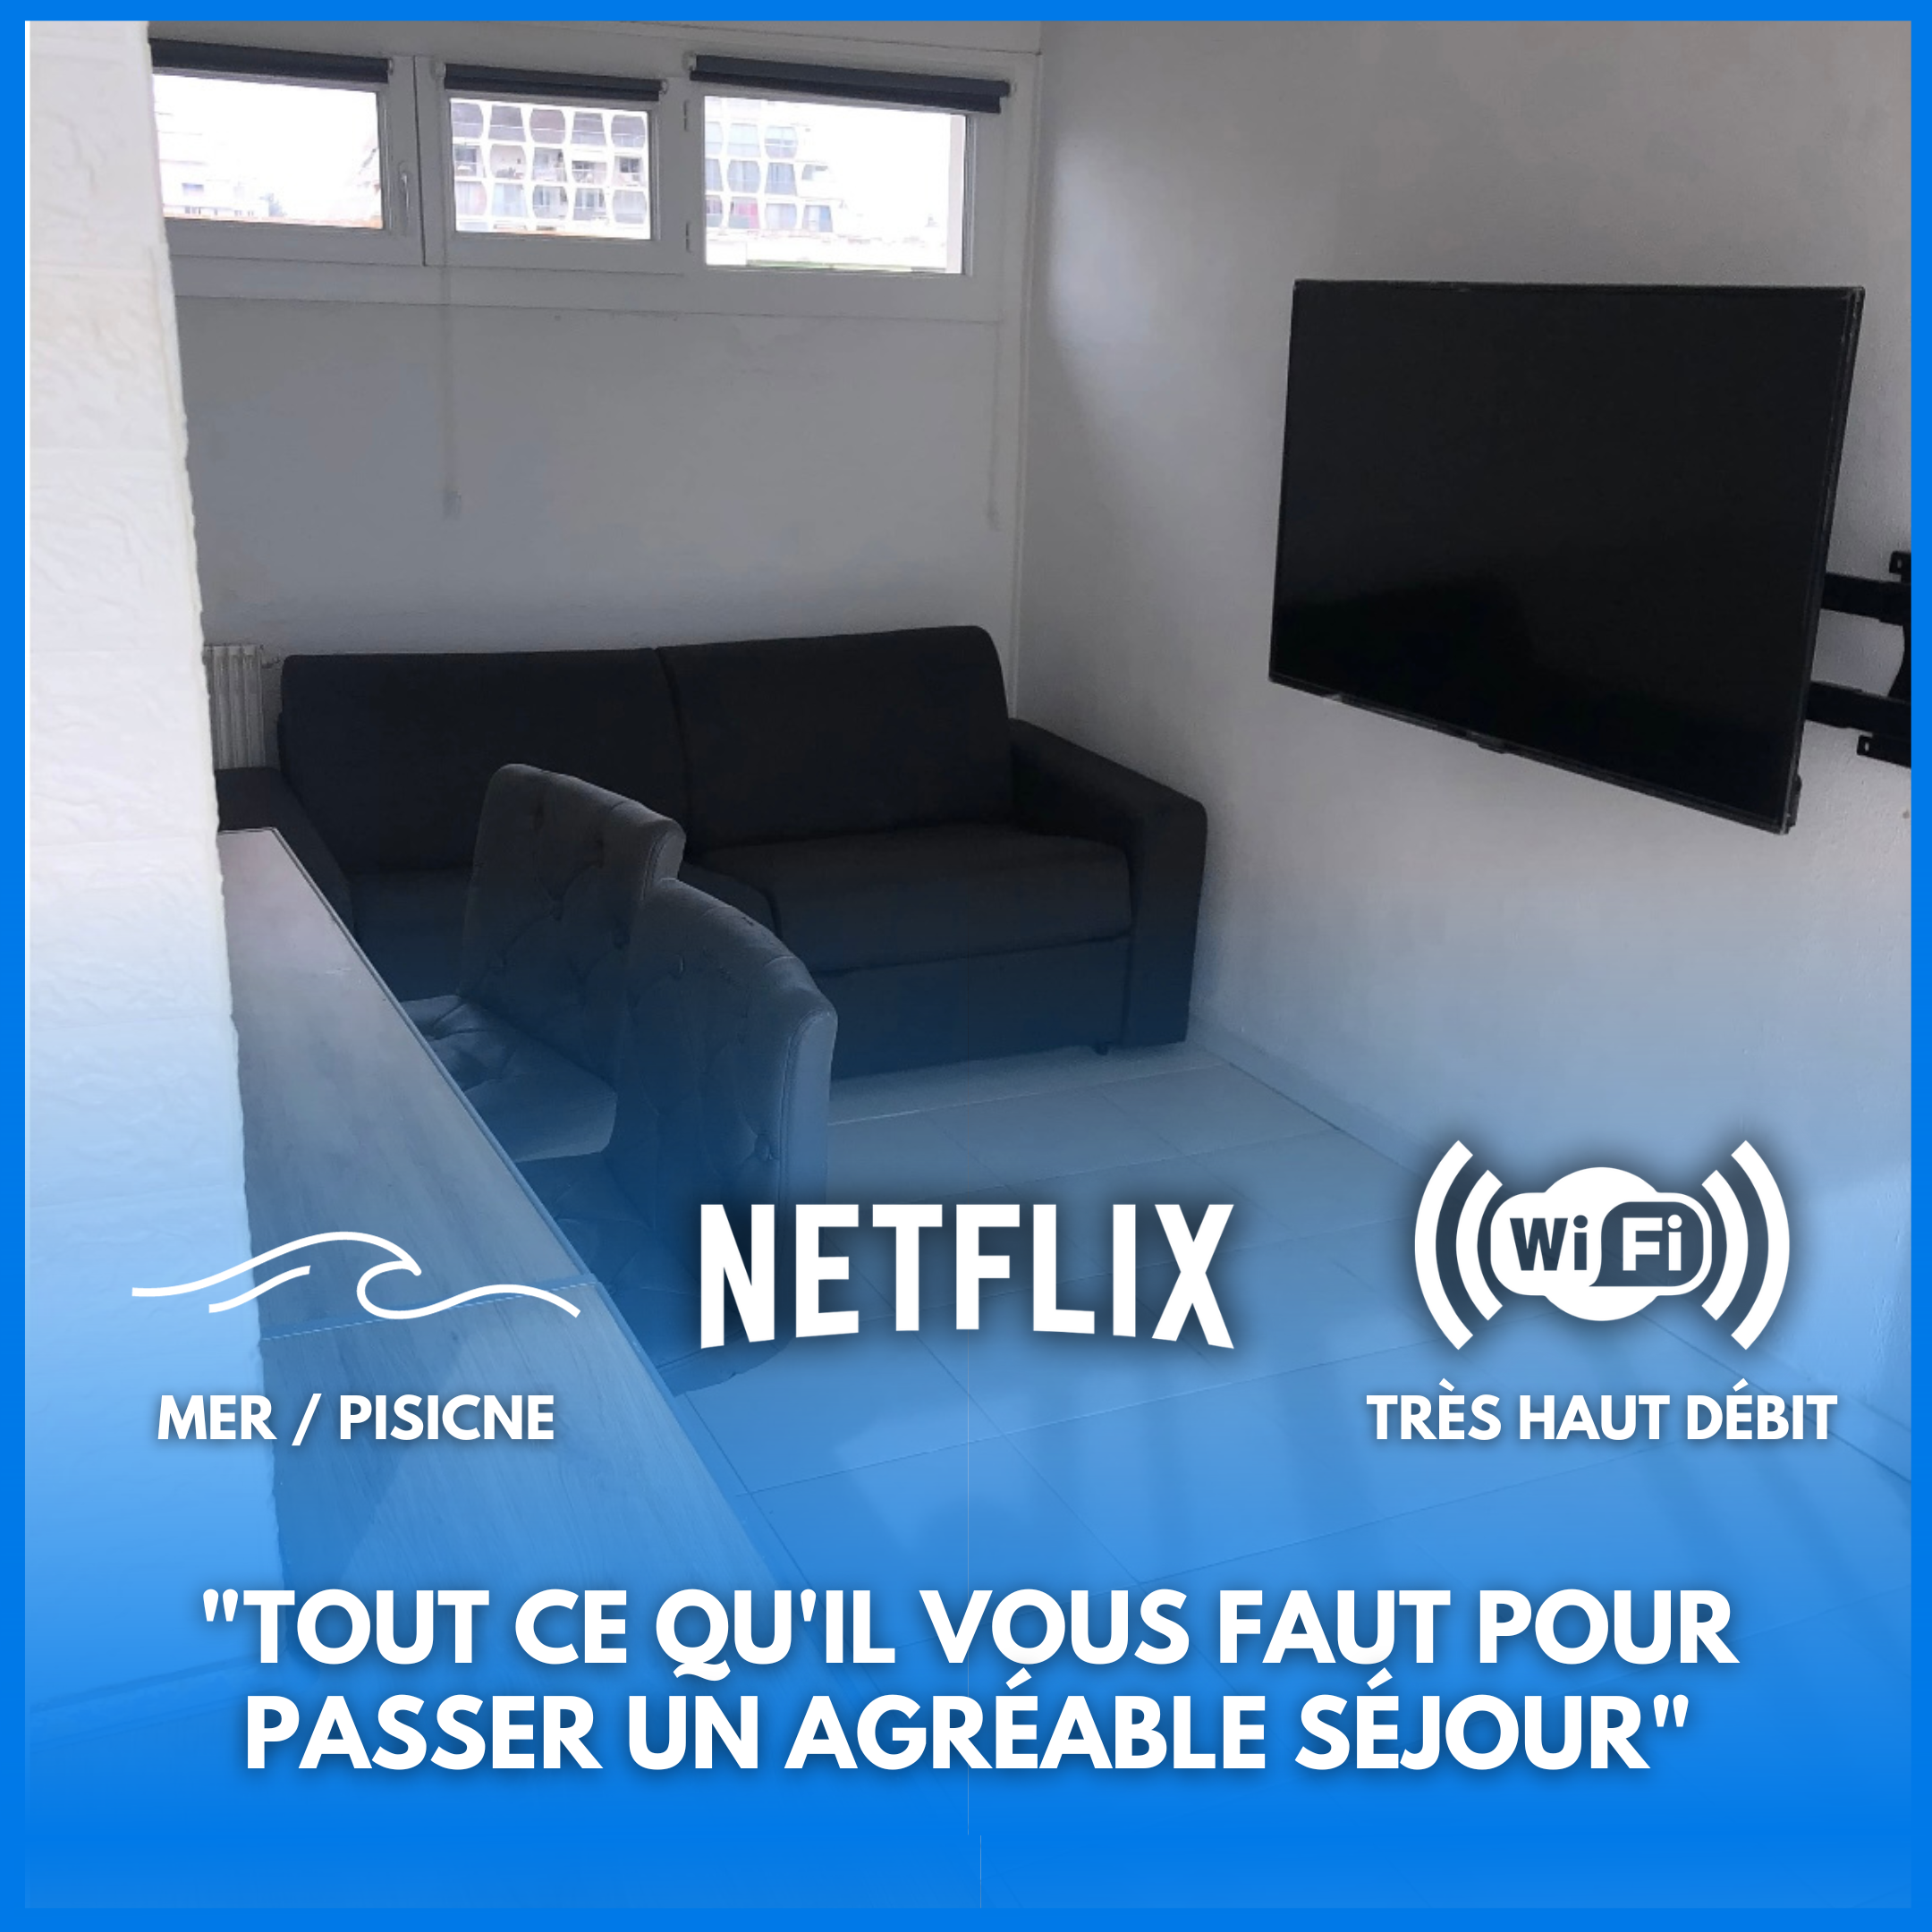 NETFLIX
Wi Fi
MER / PISICNE
TRÈS HAUT DÉBIT
"TOUT CE QU'IL VOUS FAUT POUR
PASSER UN AGRÉABLE SÉJOUR"